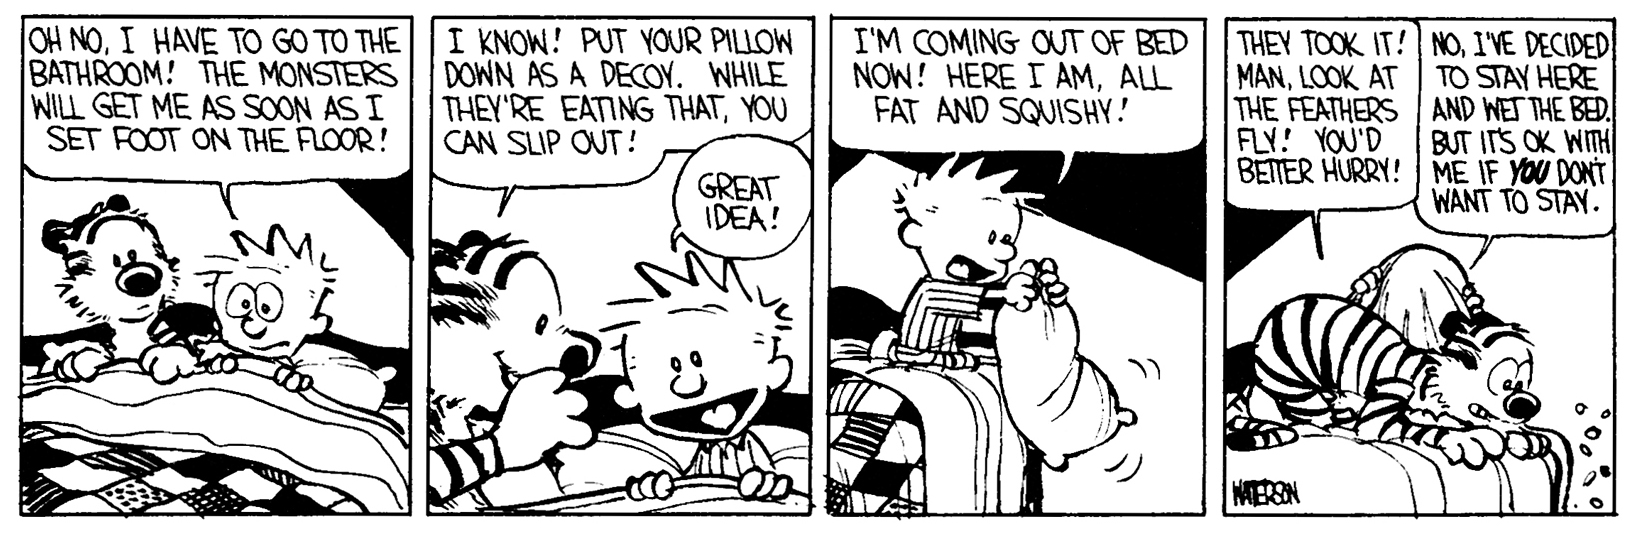 OH NO, I HAVE TO GO TO THE
BATHROOM! THE MONSTERS
WILL GET ME AS SOON AS I
SET FOOT ON THE FLOOR!
I KNOW! PUT YOUR PILLOW
DOWN AS A DECOY. WHILE
THEY'RE EATING THAT, YOU
CAN SLIP OUT!
GREAT
IDEA!
I'M COMING OUT OF BED
NOW! HERE I AM, ALL
FAT AND SQUISHY!
THEY TOOK IT!
MAN, LOOK AT
THE FEATHERS
FLY! YOU'D
BETTER HURRY!
NO, I'VE DECIDED
TO STAY HERE
AND WET THE BED.
BUT IT'S OK WITH
ME IF YOU DON'T
WANT TO STAY.
WATTERSON